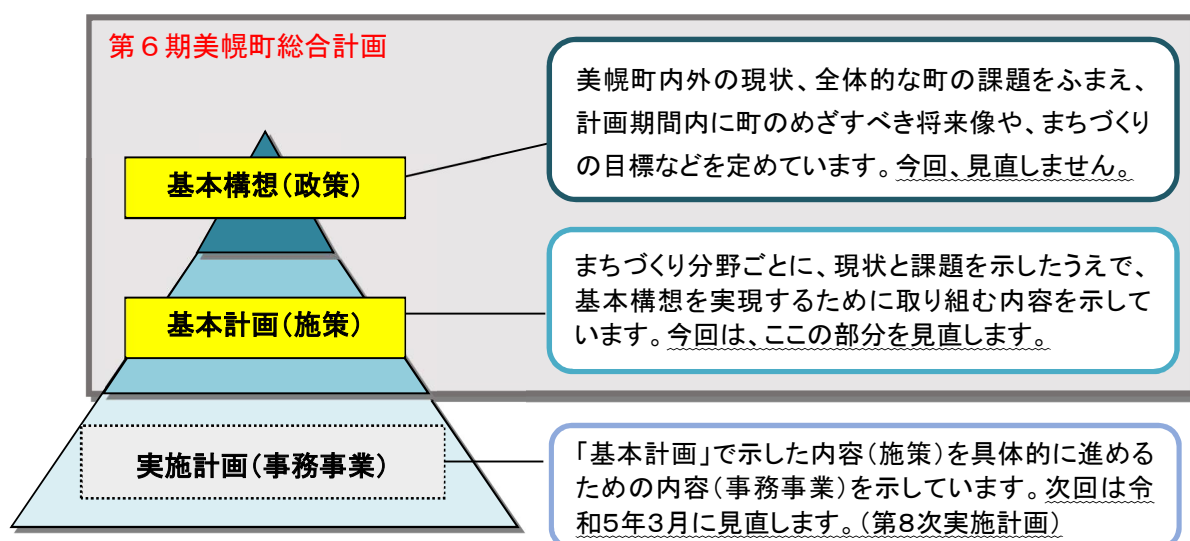 第6期美幌町総合計画
美幌町内外の現状、全体的な町の課題をふまえ、
計画期間内に町のめざすべき将来像や、まちづくり
の目標などを定めています。今回、見直しません。
基本構想(政策)
まちづくり分野ごとに、現状と課題を示したうえで、
基本構想を実現するために取り組む内容を示して
います。今回は、ここの部分を見直します。
基本計画(施策)
「基本計画」で示した内容(施策)を具体的に進める
ための内容(事務事業)を示しています。次回は令
和5年3月に見直します。(第8次実施計画)
実施計画(事務事業)